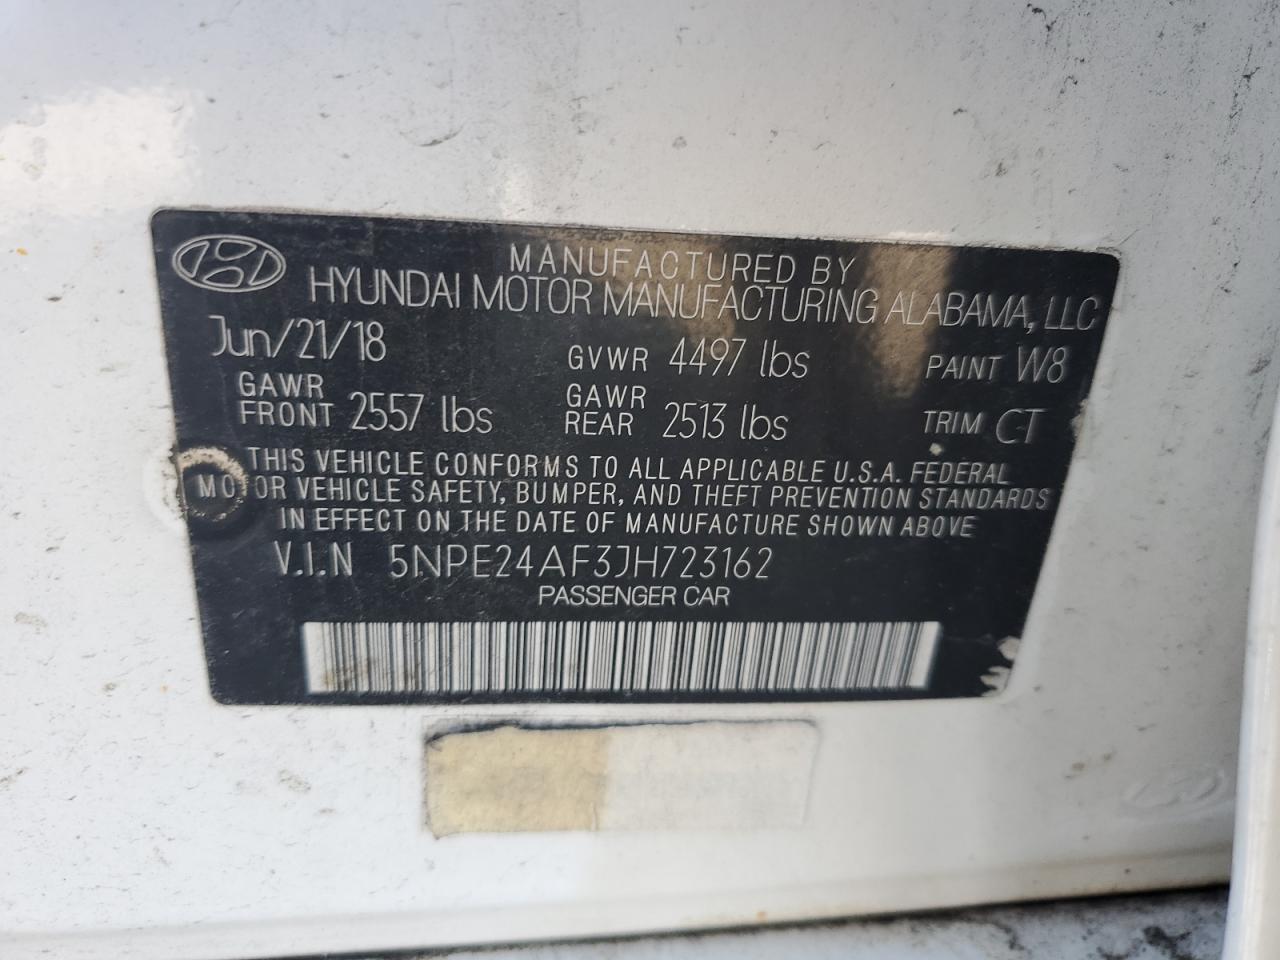 MANUFACTURED BY
HYUNDAI MOTOR MANUFACTURING ALABAMA, LLC
Jun/21/18 GVWR 4497 lbs PAINT W8
GAWR FRONT 2557 lbs GAWR REAR 2513 lbs TRIM CT
THIS VEHICLE CONFORMS TO ALL APPLICABLE U.S.A. FEDERAL
MOTOR VEHICLE SAFETY, BUMPER, AND THEFT PREVENTION STANDARDS
IN EFFECT ON THE DATE OF MANUFACTURE SHOWN ABOVE
V.I.N 5NPE24AF3JH723162
PASSENGER CAR